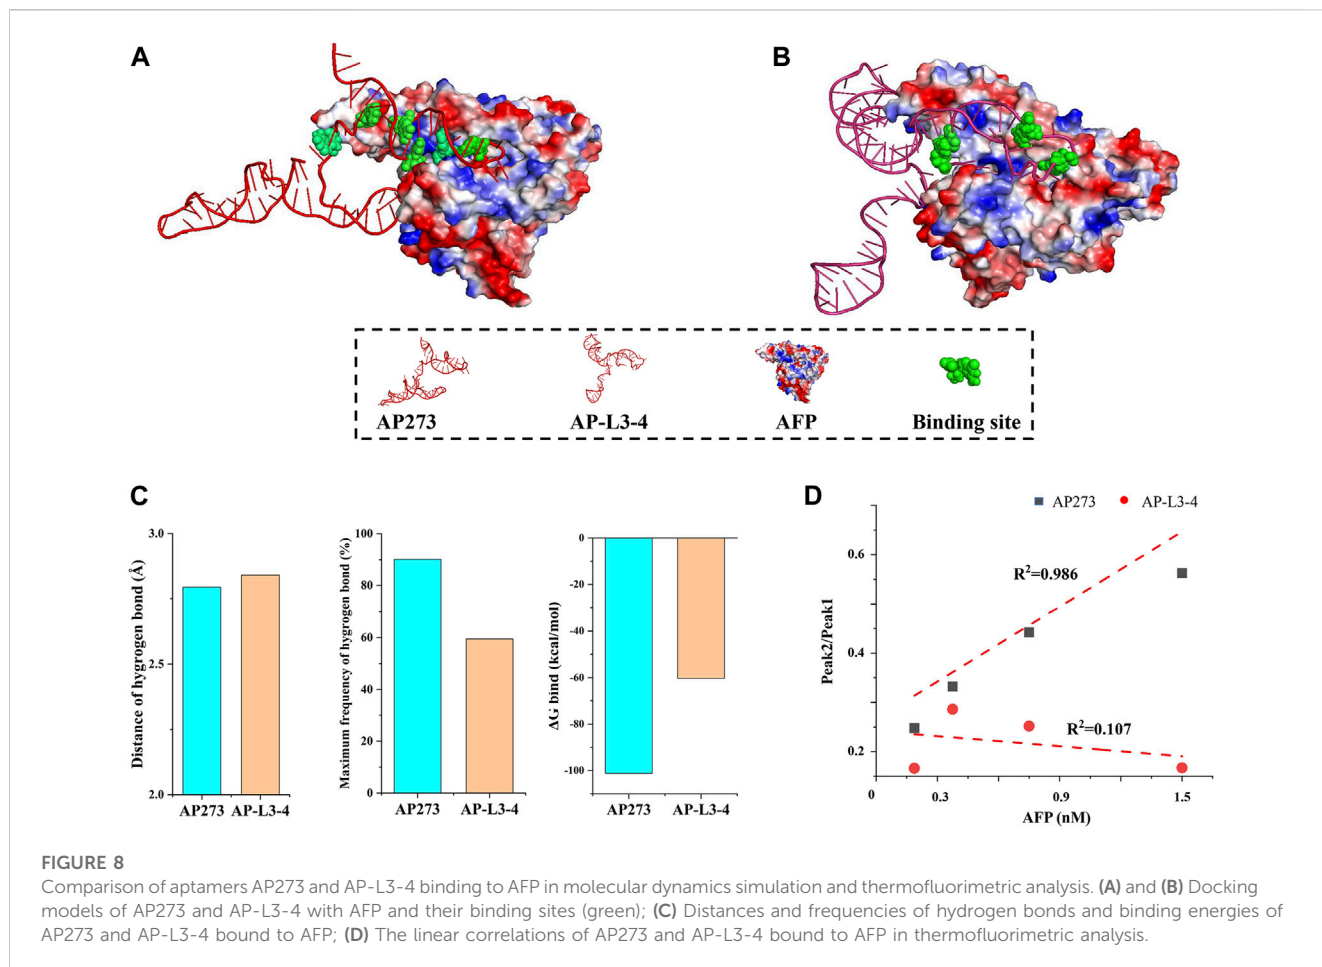 A
B
AP273
AP-L3-4
AFP
Binding site
C
Distance of hygrogen bond (Å)
3.0
2.5
2.0
AP273 AP-L3-4
Maximum frequency of hygrogen bond (%)
100
80
60
40
20
0
AP273 AP-L3-4
ΔG bind (kcal/mol)
0
-20
-40
-60
-80
-100
AP273 AP-L3-4
D
AP273 AP-L3-4
Peak2/Peak1
0.6
0.4
0.2
R²=0.986
R²=0.107
0 0.3 0.9 1.5
AFP (nM)
FIGURE 8
Comparison of aptamers AP273 and AP-L3-4 binding to AFP in molecular dynamics simulation and thermofluorimetric analysis. (A) and (B) Docking
models of AP273 and AP-L3-4 with AFP and their binding sites (green); (C) Distances and frequencies of hydrogen bonds and binding energies of
AP273 and AP-L3-4 bound to AFP; (D) The linear correlations of AP273 and AP-L3-4 bound to AFP in thermofluorimetric analysis.